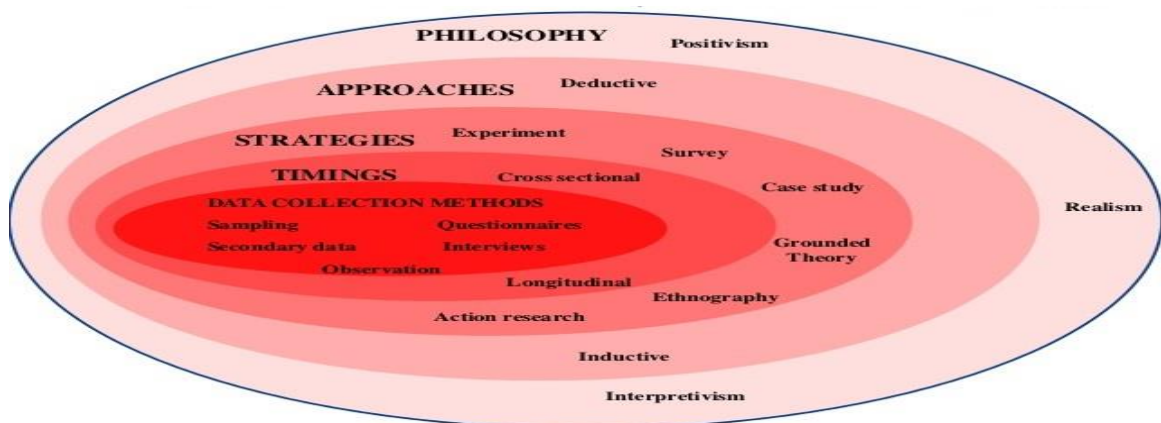 PHILOSOPHY
Positivism
APPROACHES
Deductive
STRATEGIES
Experiment
Survey
TIMINGS
Cross sectional
Case study
DATA COLLECTION METHODS
Realism
Sampling
Questionnaires
Secondary data
Interviews
Grounded
Theory
Observation
Longitudinal
Ethnography
Action research
Inductive
Interpretivism